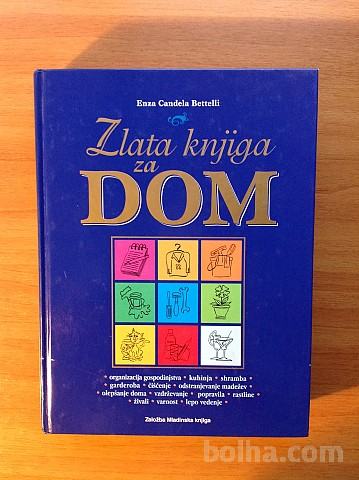 Enza Candela Bettelli
Zlata knjiga
za
DOM
• organizacija gospodinjstva • kuhinja • shramba •
• garderoba • čiščenje • odstranjevanje madežev •
• olepšanje doma • vzdrževanje • popravila • rastline •
• živali • varnost • lepo vedenje •
Založba Mladinska knjiga
bolha.com